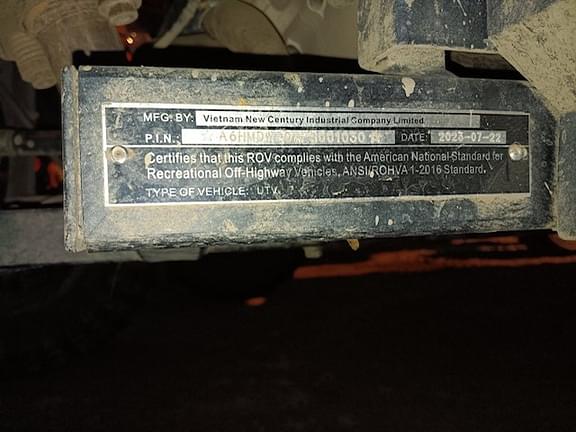 MFG. BY: Vietnam New Century Industrial Company Limited
P.I.N.: DATE: 2023-07-22
Certifies that this ROV complies with the American National Standard for
Recreational Off-Highway Vehicles, ANSI/ROHVA 1-2016 Standard.
TYPE OF VEHICLE: UTV